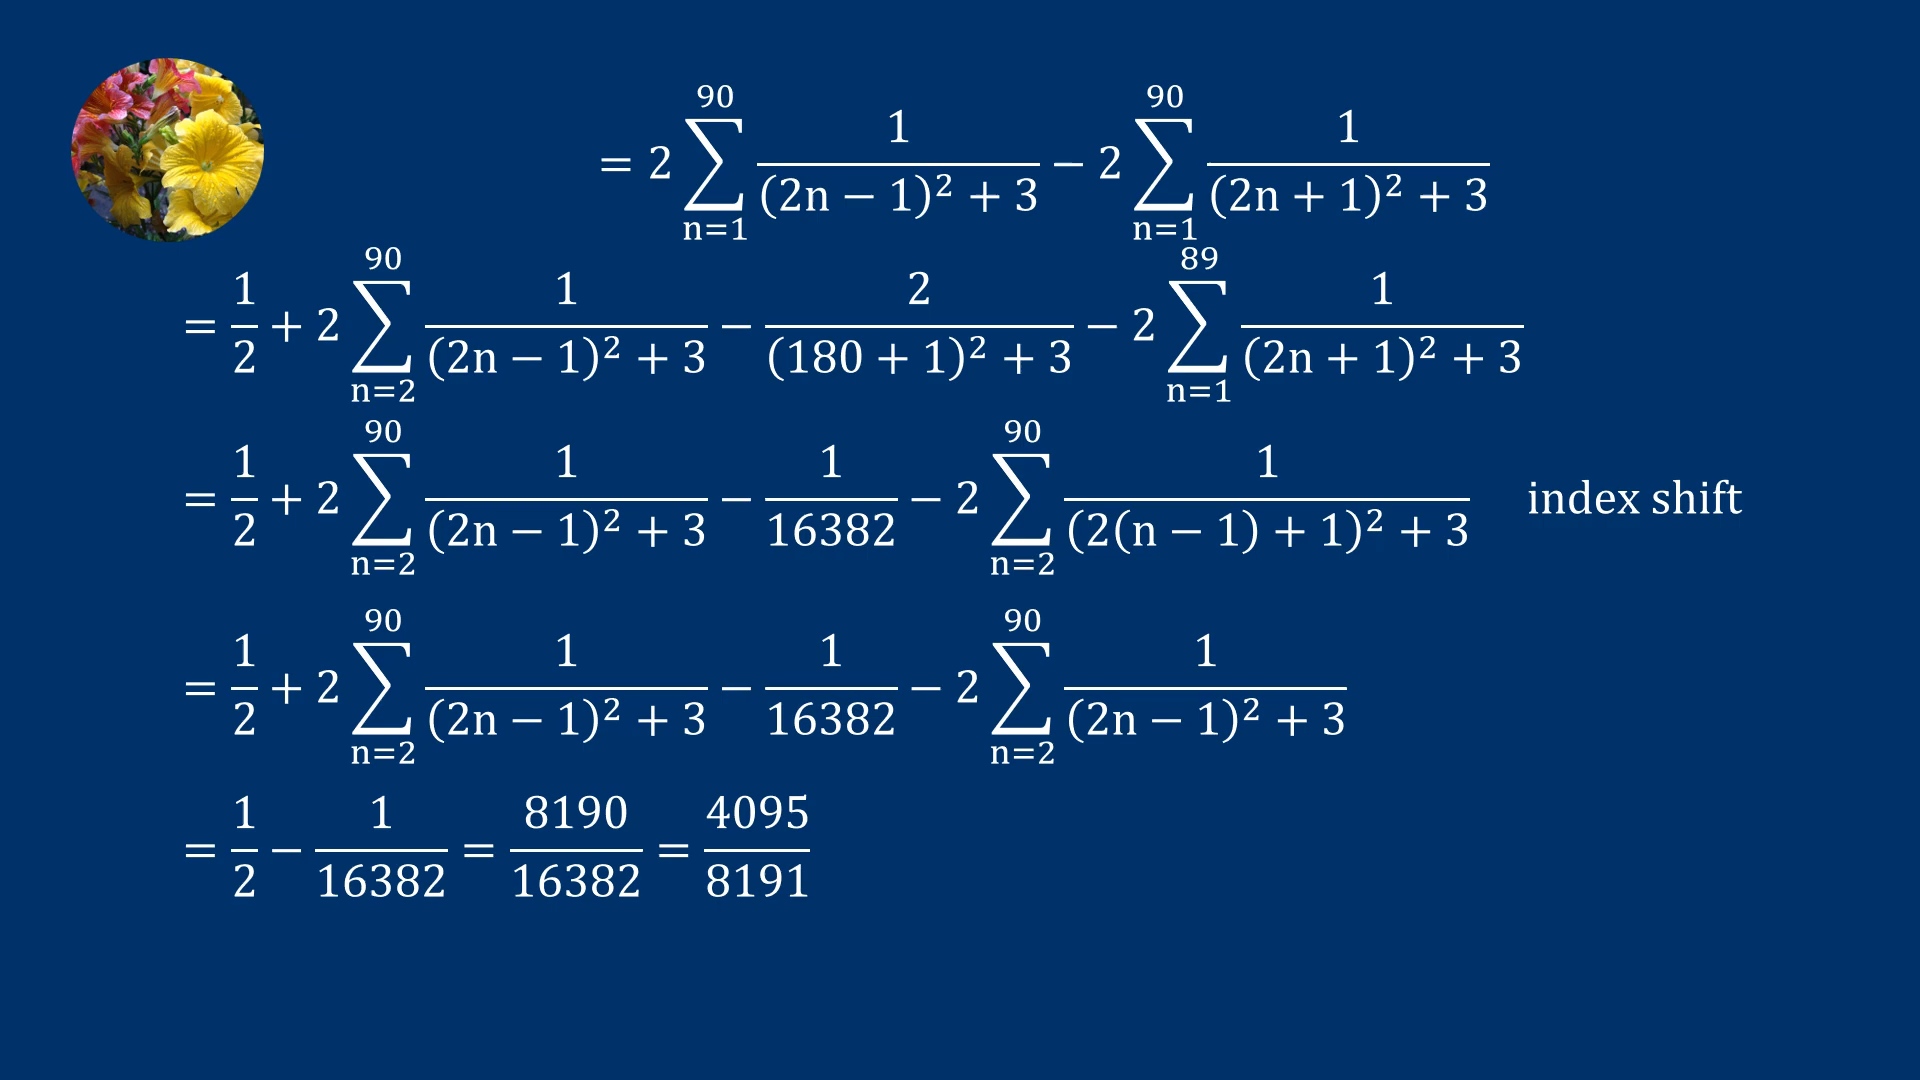 = 2 ∑_{n=1}^{90} 1/((2n − 1)² + 3) − 2 ∑_{n=1}^{90} 1/((2n + 1)² + 3)
= 1/2 + 2 ∑_{n=2}^{90} 1/((2n − 1)² + 3) − 2/((180 + 1)² + 3) − 2 ∑_{n=1}^{89} 1/((2n + 1)² + 3)
= 1/2 + 2 ∑_{n=2}^{90} 1/((2n − 1)² + 3) − 1/16382 − 2 ∑_{n=2}^{90} 1/((2(n − 1) + 1)² + 3) index shift
= 1/2 + 2 ∑_{n=2}^{90} 1/((2n − 1)² + 3) − 1/16382 − 2 ∑_{n=2}^{90} 1/((2n − 1)² + 3)
= 1/2 − 1/16382 = 8190/16382 = 4095/8191